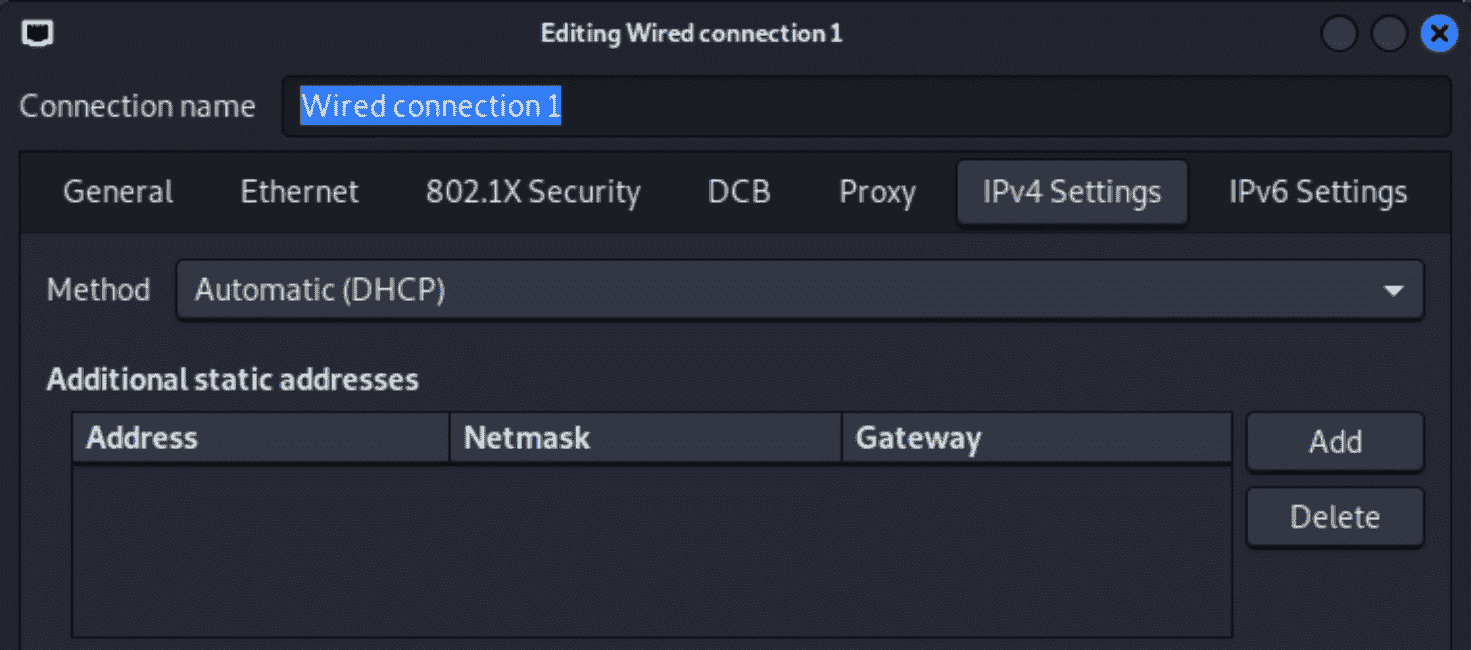 Editing Wired connection 1
Connection name Wired connection 1
General Ethernet 802.1X Security DCB Proxy IPv4 Settings IPv6 Settings
Method Automatic (DHCP)
Additional static addresses
Address Netmask Gateway Add
Delete